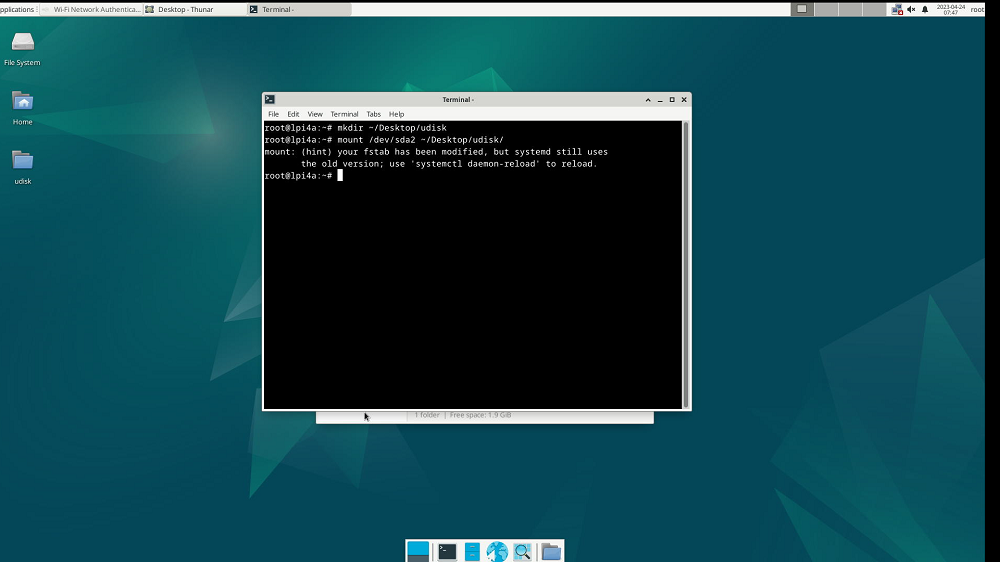 pplications
Wi-Fi Network Authentica...
Desktop - Thunar
Terminal -
2023-04-24
07:47
root
File System
Home
udisk
Terminal -
File Edit View Terminal Tabs Help
root@lpi4a:~# mkdir ~/Desktop/udisk
root@lpi4a:~# mount /dev/sda2 ~/Desktop/udisk/
mount: (hint) your fstab has been modified, but systemd still uses
the old version; use 'systemctl daemon-reload' to reload.
root@lpi4a:~#
1 folder | Free space: 1.9 GiB